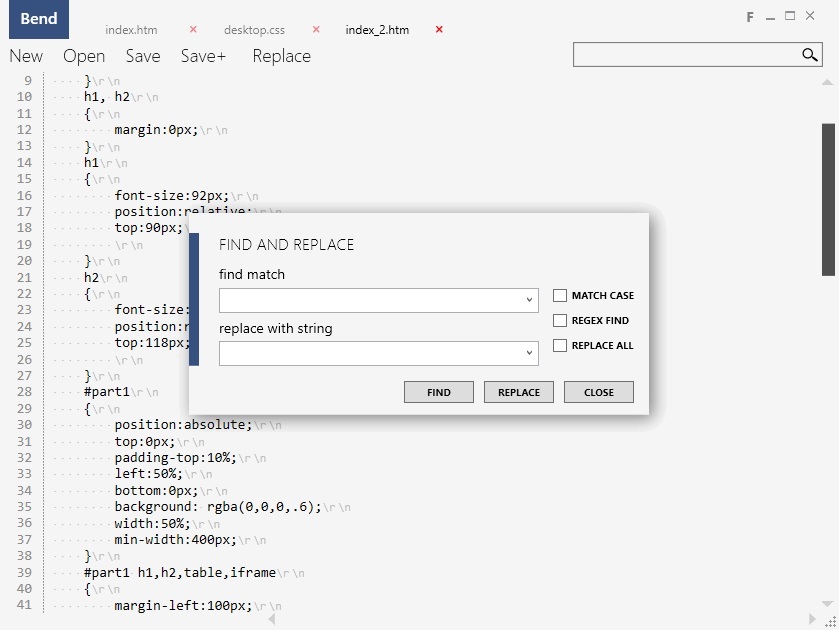 Bend
index.htm × desktop.css × index_2.htm × F
New Open Save Save+ Replace
9 }\r\n
10 h1, h2\r\n
11 {\r\n
12 margin:0px;\r\n
13 }\r\n
14 h1\r\n
15 {\r\n
16 font-size:92px;\r\n
17 position:relative;\r\n
18 top:90px;\
19 \r\n
20 }\r\n
21 h2
22 {\r\n
23 font-size:
24 position:r
25 top:118px;
26 \r\n
27 }\r\n
28 #part1\r\n
29 {\r\n
30 position:absolute;\r\n
31 top:0px;\r\n
32 padding-top:10%;\r\n
33 left:50%;\r\n
34 bottom:0px;\r\n
35 background: rgba(0,0,0,.6);\r\n
36 width:50%;\r\n
37 min-width:400px;\r\n
38 }\r\n
39 #part1 h1,h2,table,iframe\r\n
40 {\r\n
41 margin-left:100px;\r\n
FIND AND REPLACE
find match
MATCH CASE
REGEX FIND
replace with string
REPLACE ALL
FIND REPLACE CLOSE